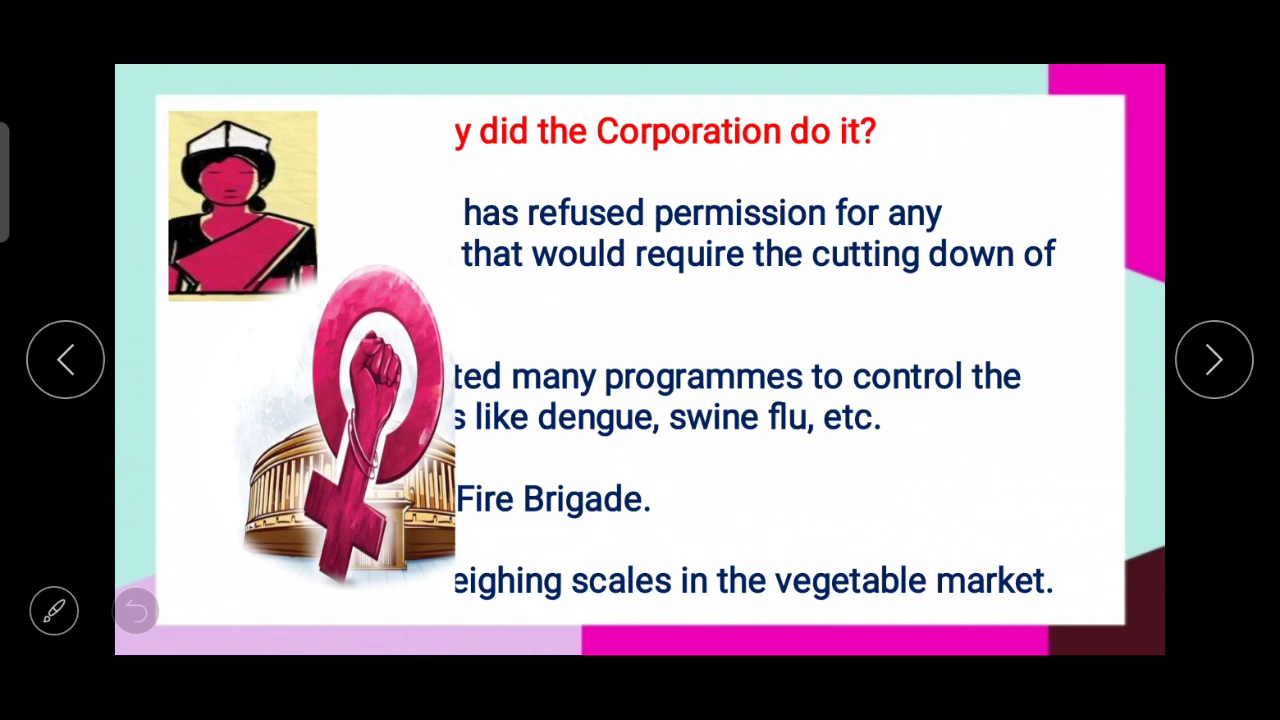 y did the Corporation do it?
has refused permission for any
that would require the cutting down of
ted many programmes to control the
s like dengue, swine flu, etc.
Fire Brigade.
eighing scales in the vegetable market.